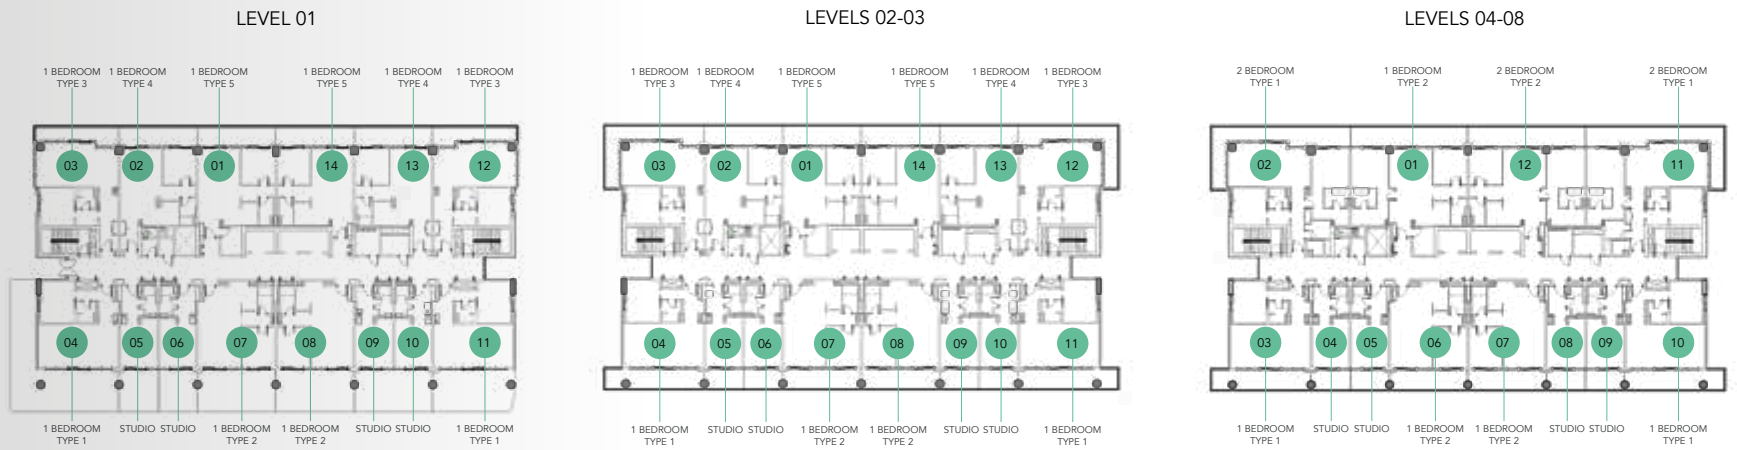 LEVEL 01
1 BEDROOM
TYPE 3
1 BEDROOM
TYPE 4
1 BEDROOM
TYPE 5
1 BEDROOM
TYPE 5
1 BEDROOM
TYPE 4
1 BEDROOM
TYPE 3
03
02
01
14
13
12
04
05
06
07
08
09
10
11
1 BEDROOM
TYPE 1
STUDIO
STUDIO
1 BEDROOM
TYPE 2
1 BEDROOM
TYPE 2
STUDIO
STUDIO
1 BEDROOM
TYPE 1
LEVELS 02-03
1 BEDROOM
TYPE 3
1 BEDROOM
TYPE 4
1 BEDROOM
TYPE 5
1 BEDROOM
TYPE 5
1 BEDROOM
TYPE 4
1 BEDROOM
TYPE 3
03
02
01
14
13
12
04
05
06
07
08
09
10
11
1 BEDROOM
TYPE 1
STUDIO
STUDIO
1 BEDROOM
TYPE 2
1 BEDROOM
TYPE 2
STUDIO
STUDIO
1 BEDROOM
TYPE 1
LEVELS 04-08
2 BEDROOM
TYPE 1
1 BEDROOM
TYPE 2
2 BEDROOM
TYPE 2
2 BEDROOM
TYPE 1
02
01
12
11
03
04
05
06
07
08
09
10
1 BEDROOM
TYPE 1
STUDIO
STUDIO
1 BEDROOM
TYPE 2
1 BEDROOM
TYPE 2
STUDIO
STUDIO
1 BEDROOM
TYPE 1